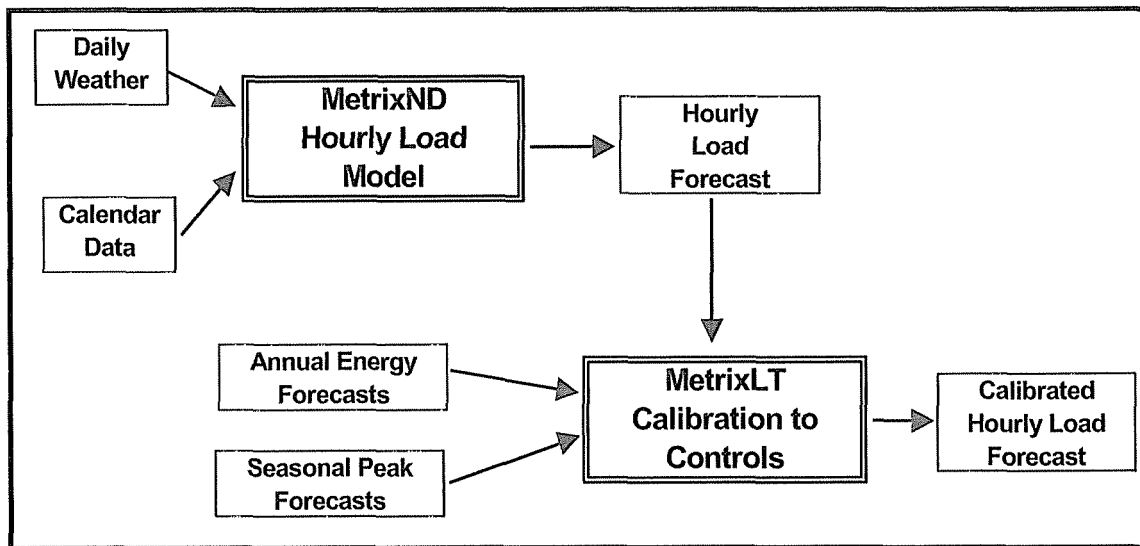 Daily
Weather
MetrixND
Hourly Load
Model
Hourly
Load
Forecast
Calendar
Data
Annual Energy
Forecasts
MetrixLT
Calibration to
Controls
Calibrated
Hourly Load
Forecast
Seasonal Peak
Forecasts